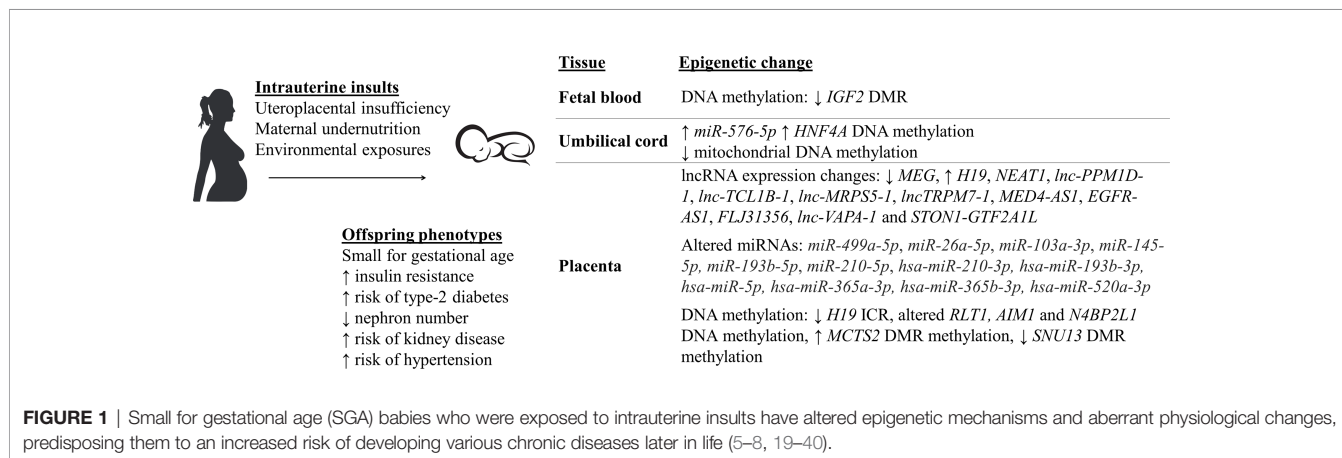 Intrauterine insults
Uteroplacental insufficiency
Maternal undernutrition
Environmental exposures
Offspring phenotypes
Small for gestational age
↑ insulin resistance
↑ risk of type-2 diabetes
↓ nephron number
↑ risk of kidney disease
↑ risk of hypertension
Tissue Epigenetic change
Fetal blood DNA methylation: ↓ IGF2 DMR
Umbilical cord ↑ miR-576-5p ↑ HNF4A DNA methylation
↓ mitochondrial DNA methylation
Placenta
lncRNA expression changes: ↓ MEG, ↑ H19, NEAT1, lnc-PPM1D-
1, lnc-TCL1B-1, lnc-MRPS5-1, lncTRPM7-1, MED4-AS1, EGFR-
AS1, FLJ31356, lnc-VAPA-1 and STON1-GTF2A1L
Altered miRNAs: miR-499a-5p, miR-26a-5p, miR-103a-3p, miR-145-
5p, miR-193b-5p, miR-210-5p, hsa-miR-210-3p, hsa-miR-193b-3p,
hsa-miR-5p, hsa-miR-365a-3p, hsa-miR-365b-3p, hsa-miR-520a-3p
DNA methylation: ↓ H19 ICR, altered RLT1, AIM1 and N4BP2L1
DNA methylation, ↑ MCTS2 DMR methylation, ↓ SNU13 DMR
methylation
FIGURE 1 | Small for gestational age (SGA) babies who were exposed to intrauterine insults have altered epigenetic mechanisms and aberrant physiological changes,
predisposing them to an increased risk of developing various chronic diseases later in life (5–8, 19–40).